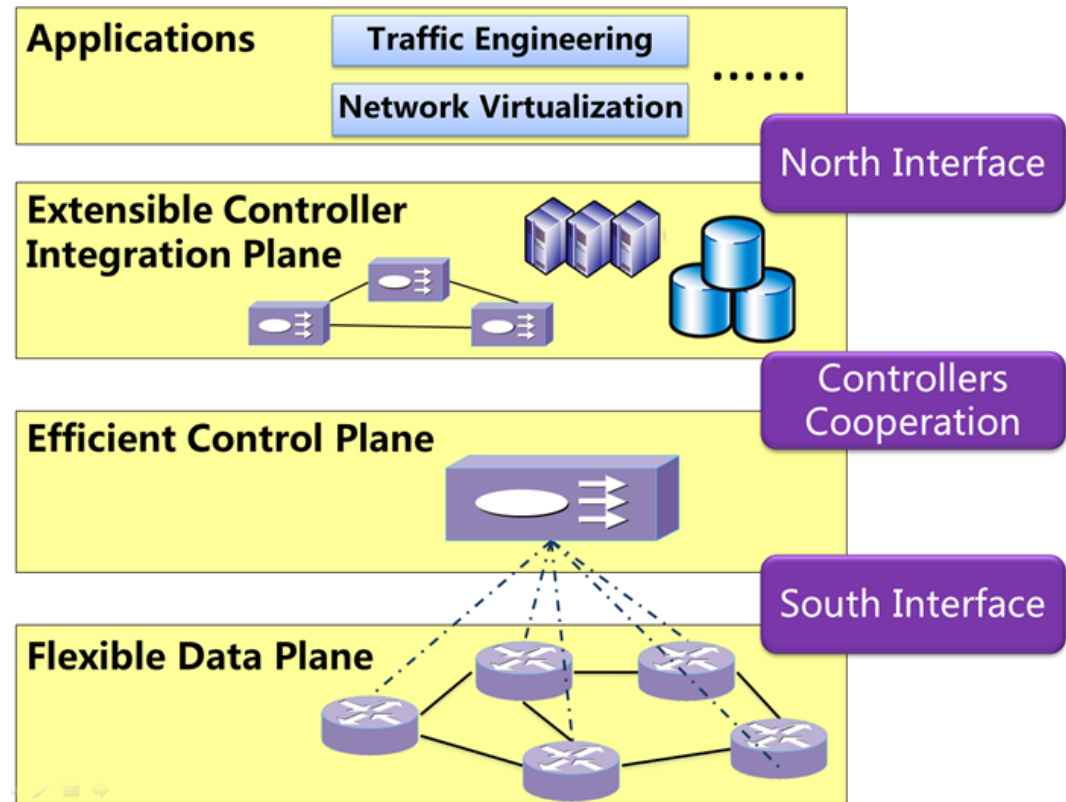 Applications
Traffic Engineering
......
Network Virtualization
North Interface
Extensible Controller
Integration Plane
Controllers
Cooperation
Efficient Control Plane
South Interface
Flexible Data Plane